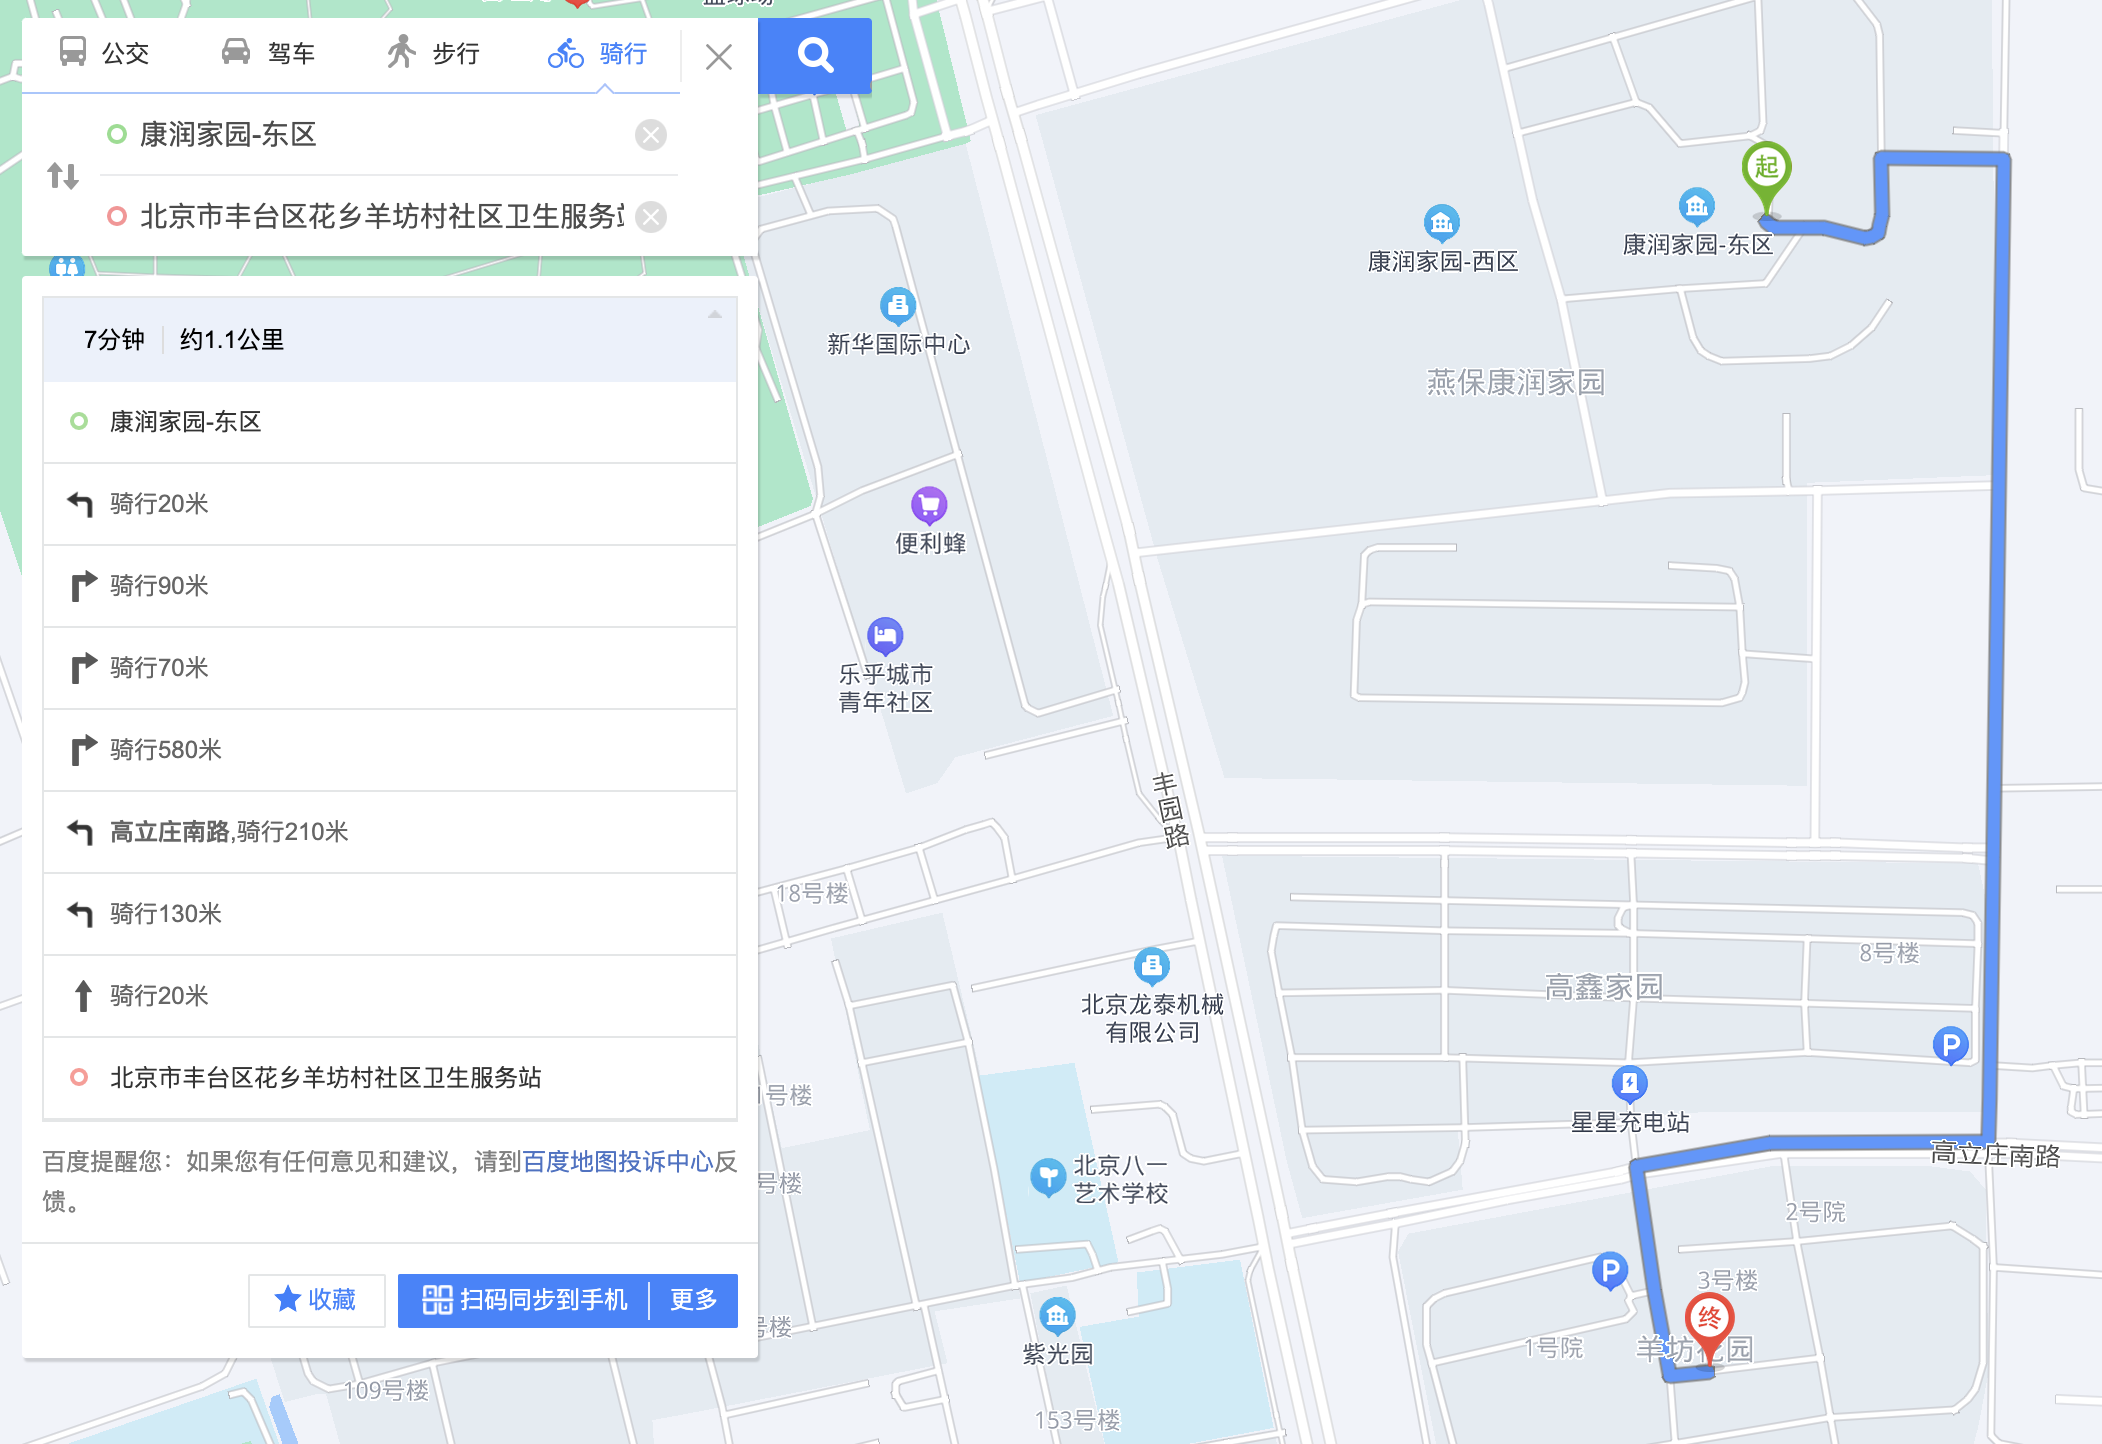 公交
驾车
步行
骑行
康润家园-东区
北京市丰台区花乡羊坊村社区卫生服务
7分钟
约1.1公里
康润家园-东区
骑行20米
骑行90米
骑行70米
骑行580米
高立庄南路,骑行210米
骑行130米
骑行20米
北京市丰台区花乡羊坊村社区卫生服务站
百度提醒您：如果您有任何意见和建议，请到百度地图投诉中心反
馈。
收藏
扫码同步到手机
更多
起
康润家园-东区
康润家园-西区
新华国际中心
燕保康润家园
便利蜂
乐乎城市
青年社区
丰园路
18号楼
8号楼
高鑫家园
北京龙泰机械
有限公司
P
星星充电站
1号楼
高立庄南路
北京八一
艺术学校
号楼
2号院
P
3号楼
终
羊坊花园
1号院
号楼
紫光园
109号楼
153号楼